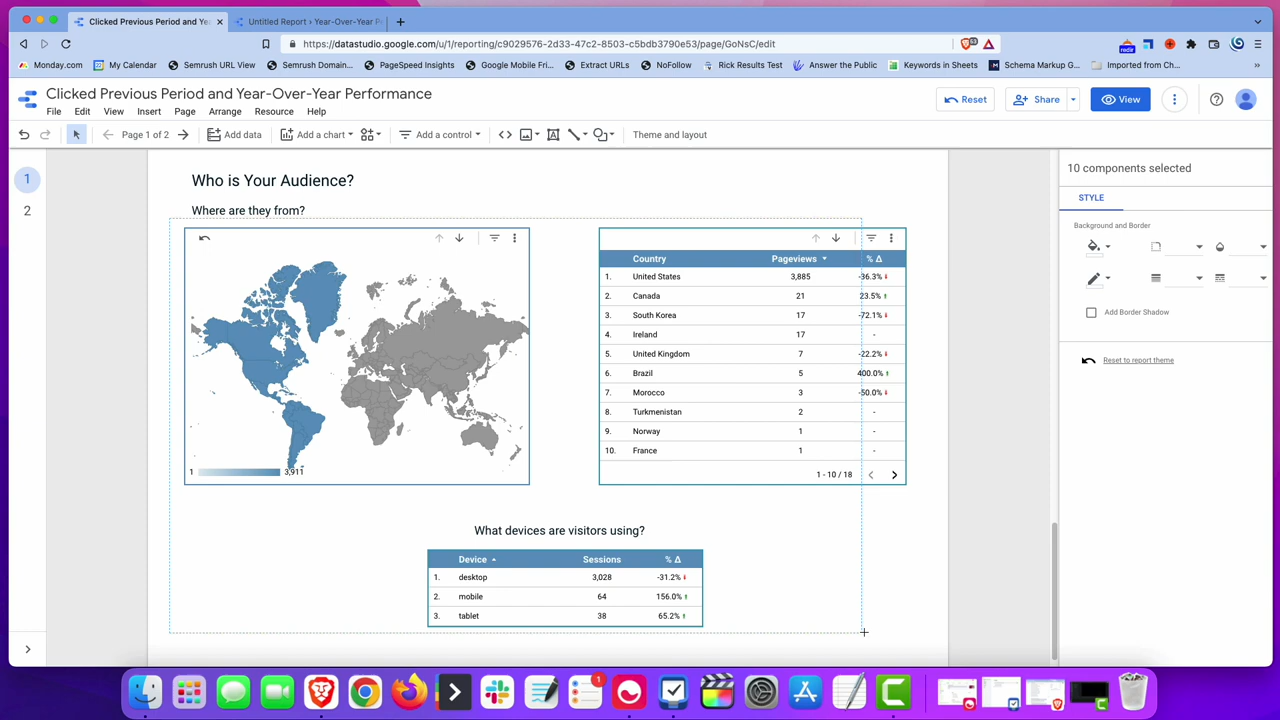 Clicked Previous Period and Ye
Untitled Report › Year-Over-Year P
https://datastudio.google.com/u/1/reporting/c9029576-2d33-47c2-8503-c5bdb3790e53/page/GoNsC/edit
Monday.com
My Calendar
Semrush URL View
Semrush Domain...
PageSpeed Insights
Google Mobile Fri...
Extract URLs
NoFollow
Rick Results Test
Answer the Public
Keywords in Sheets
Schema Markup G...
Imported from Ch...
Clicked Previous Period and Year-Over-Year Performance
Reset
Share
View
File Edit View Insert Page Arrange Resource Help
Page 1 of 2
Add data
Add a chart
Add a control
Theme and layout
1
2
10 components selected
STYLE
Background and Border
Add Border Shadow
Reset to report theme
Who is Your Audience?
Where are they from?
1 3,911
Country Pageviews % Δ
1. United States 3,885 -36.3%
2. Canada 21 23.5%
3. South Korea 17 -72.1%
4. Ireland 17 -
5. United Kingdom 7 -22.2%
6. Brazil 5 400.0%
7. Morocco 3 -50.0%
8. Turkmenistan 2 -
9. Norway 1 -
10. France 1 -
1 - 10 / 18
What devices are visitors using?
Device Sessions % Δ
1. desktop 3,028 -31.2%
2. mobile 64 156.0%
3. tablet 38 65.2%
1